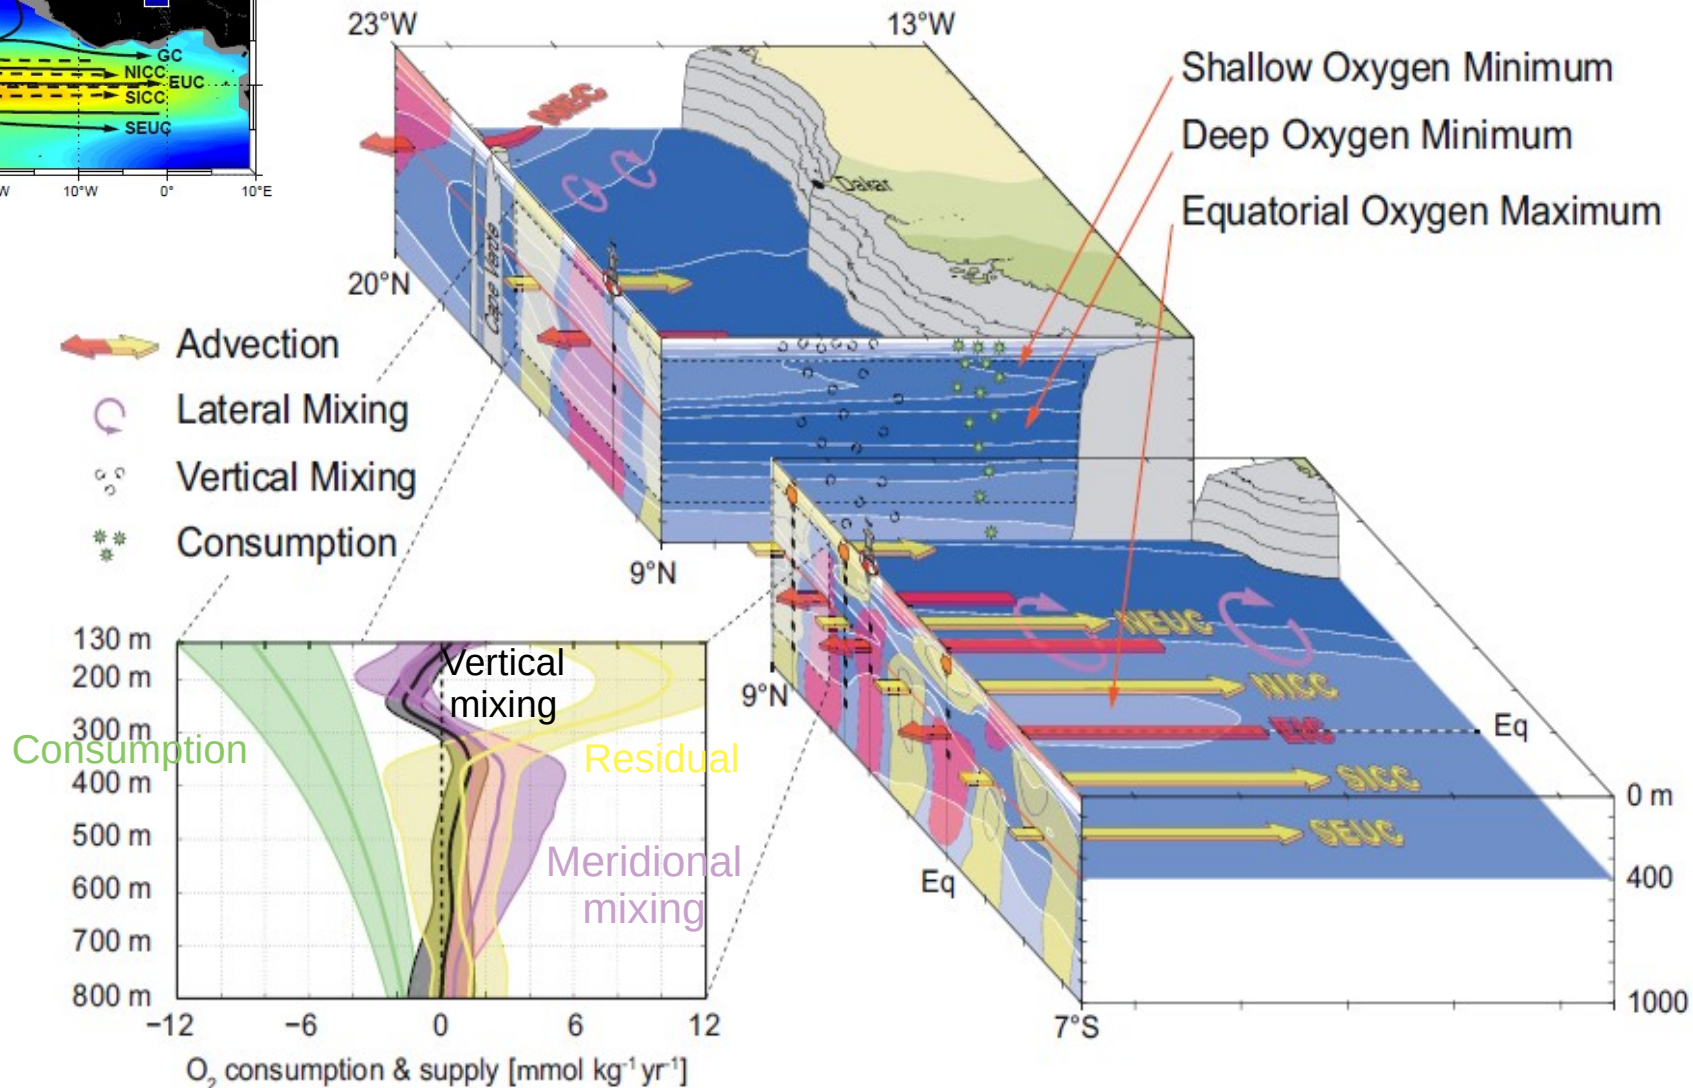 GC
NICC
EUC
SICC
SEUC
W
10°W
0°
10°E
23°W
13°W
Shallow Oxygen Minimum
Deep Oxygen Minimum
Equatorial Oxygen Maximum
NEC
Dakar
Cape Verde
20°N
Advection
Lateral Mixing
Vertical Mixing
Consumption
9°N
9°N
NEUC
NICC
EUC
Eq
SICC
SEUC
Eq
0 m
400
1000
7°S
130 m
200 m
300 m
400 m
500 m
600 m
700 m
800 m
Vertical
mixing
Consumption
Residual
Meridional
mixing
−12
−6
0
6
12
O2 consumption & supply [mmol kg-1 yr-1]